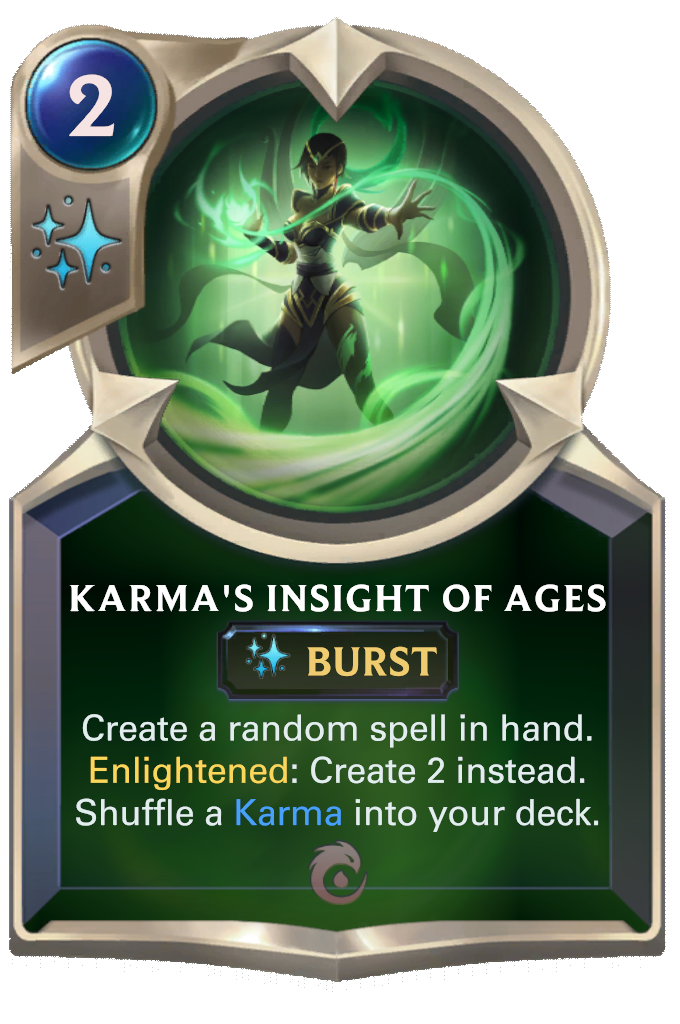 2
KARMA'S INSIGHT OF AGES
BURST
Create a random spell in hand.
Enlightened: Create 2 instead.
Shuffle a Karma into your deck.